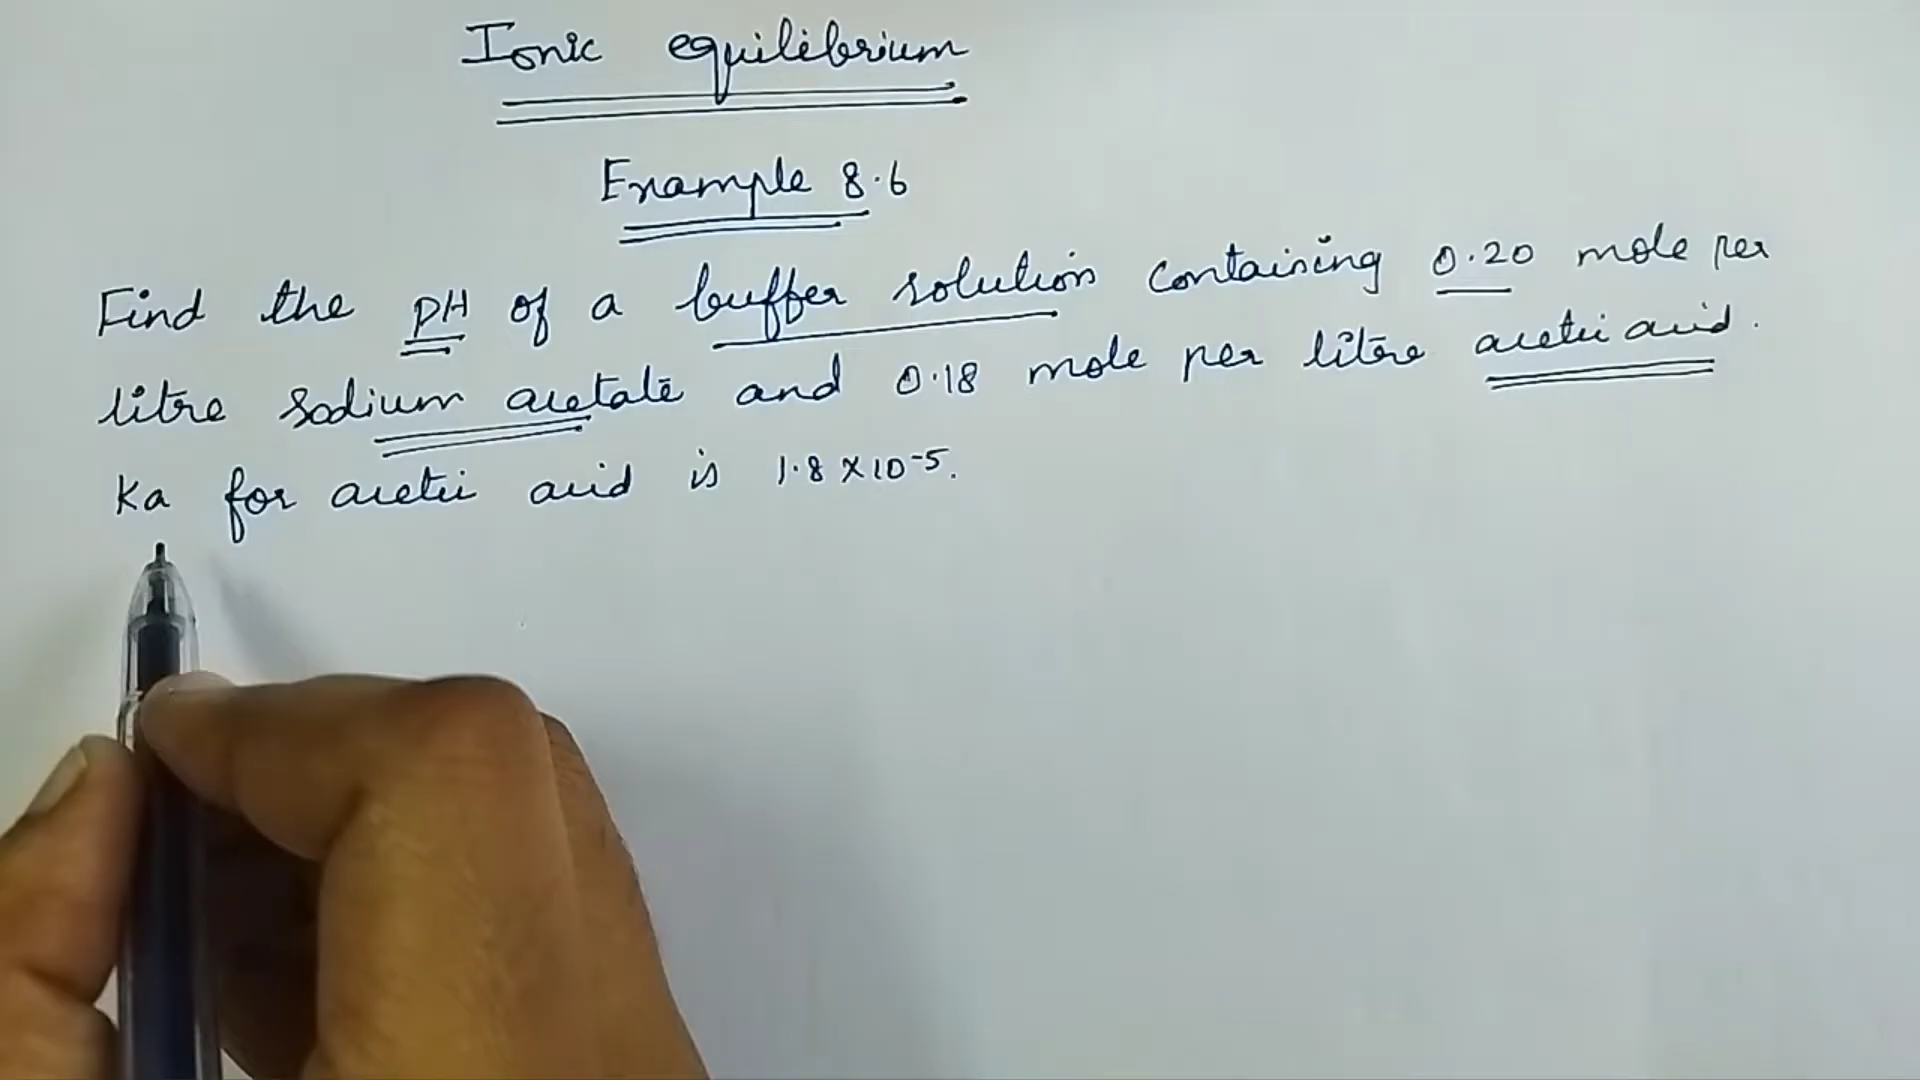 Ionic equilibrium
Example 8.6
Find the pH of a buffer solution containing 0.20 mole per
litre sodium acetate and 0.18 mole per litre acetic acid.
Ka for acetic acid is 1.8 × 10⁻⁵.